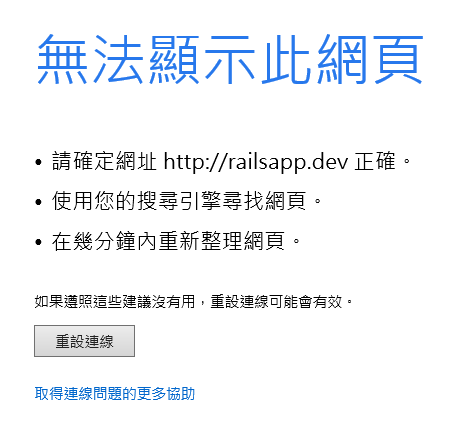 無法顯示此網頁
• 請確定網址 http://railsapp.dev 正確。
• 使用您的搜尋引擎尋找網頁。
• 在幾分鐘內重新整理網頁。
如果遵照這些建議沒有用，重設連線可能會有效。
重設連線
取得連線問題的更多協助